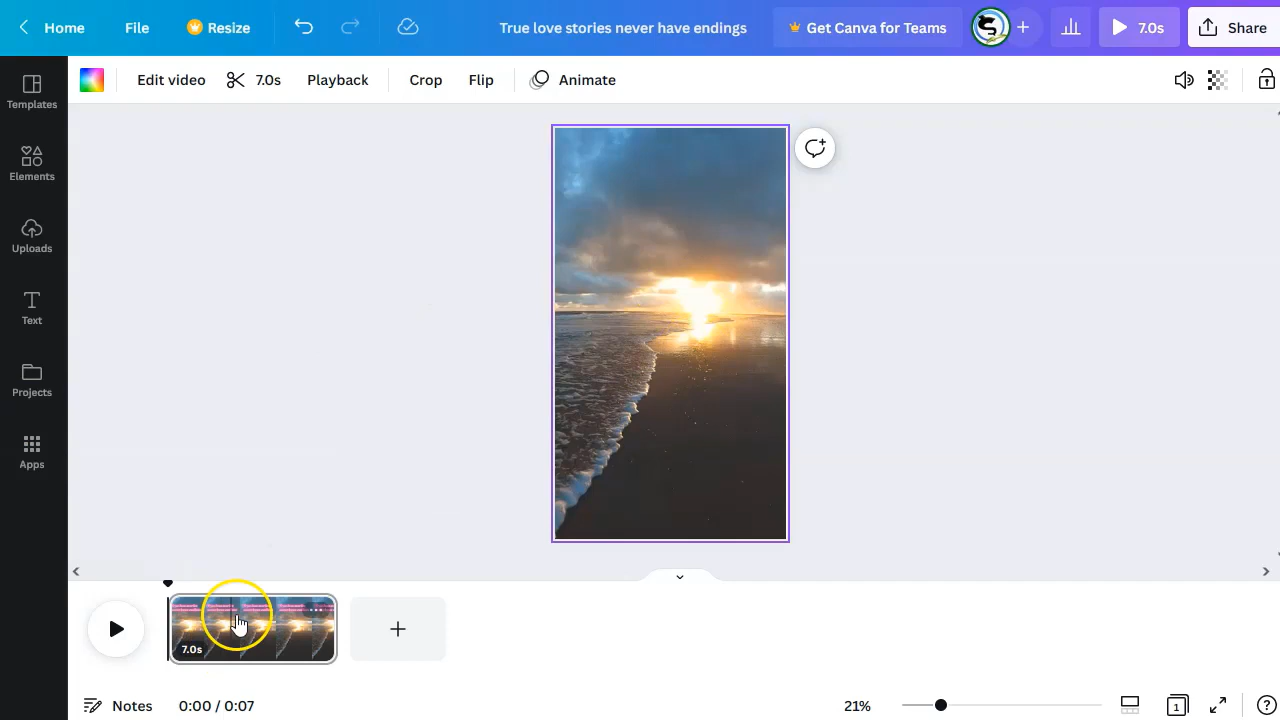 Home File Resize True love stories never have endings Get Canva for Teams + 7.0s Share
Edit video 7.0s Playback Crop Flip Animate
Templates
Elements
Uploads
Text
Projects
Apps
7.0s
Notes 0:00 / 0:07 21% 1 ?